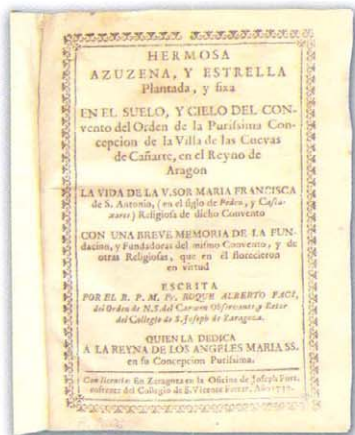 HERMOSA
AZUZENA, Y ESTRELLA
Plantada, y fixa
EN EL SUELO, Y CIELO DEL CON-
vento del Orden de la Purissima Con-
cepcion de la Villa de las Cuevas
de Cañarte, en el Reyno de
Aragon
LA VIDA DE LA V. SOR MARIA FRANCISCA
de S. Antonio, (en el siglo de Pedro, y
) Religiosa de dicho Convento
CON UNA BREVE MEMORIA DE LA FUN-
dacion, y Fundadoras del mismo Convento, y de
otras Religiosas, que en él florecieron
en virtud
ESCRITA
POR EL R. P. M. Fr. ROQUE ALBERTO FACI,
del Orden de N. S. del Carmen Observante, y Retor
del Collegio de S. Joseph de Zaragoza.
QUIEN LA DEDICA
A LA REYNA DE LOS ANGELES MARIA SS.
en su Concepcion Purissima.
Con licencia: En Zaragoza en la Oficina de Joseph Fort,
enfrente del Collegio de S. Vicente Ferrer. Año